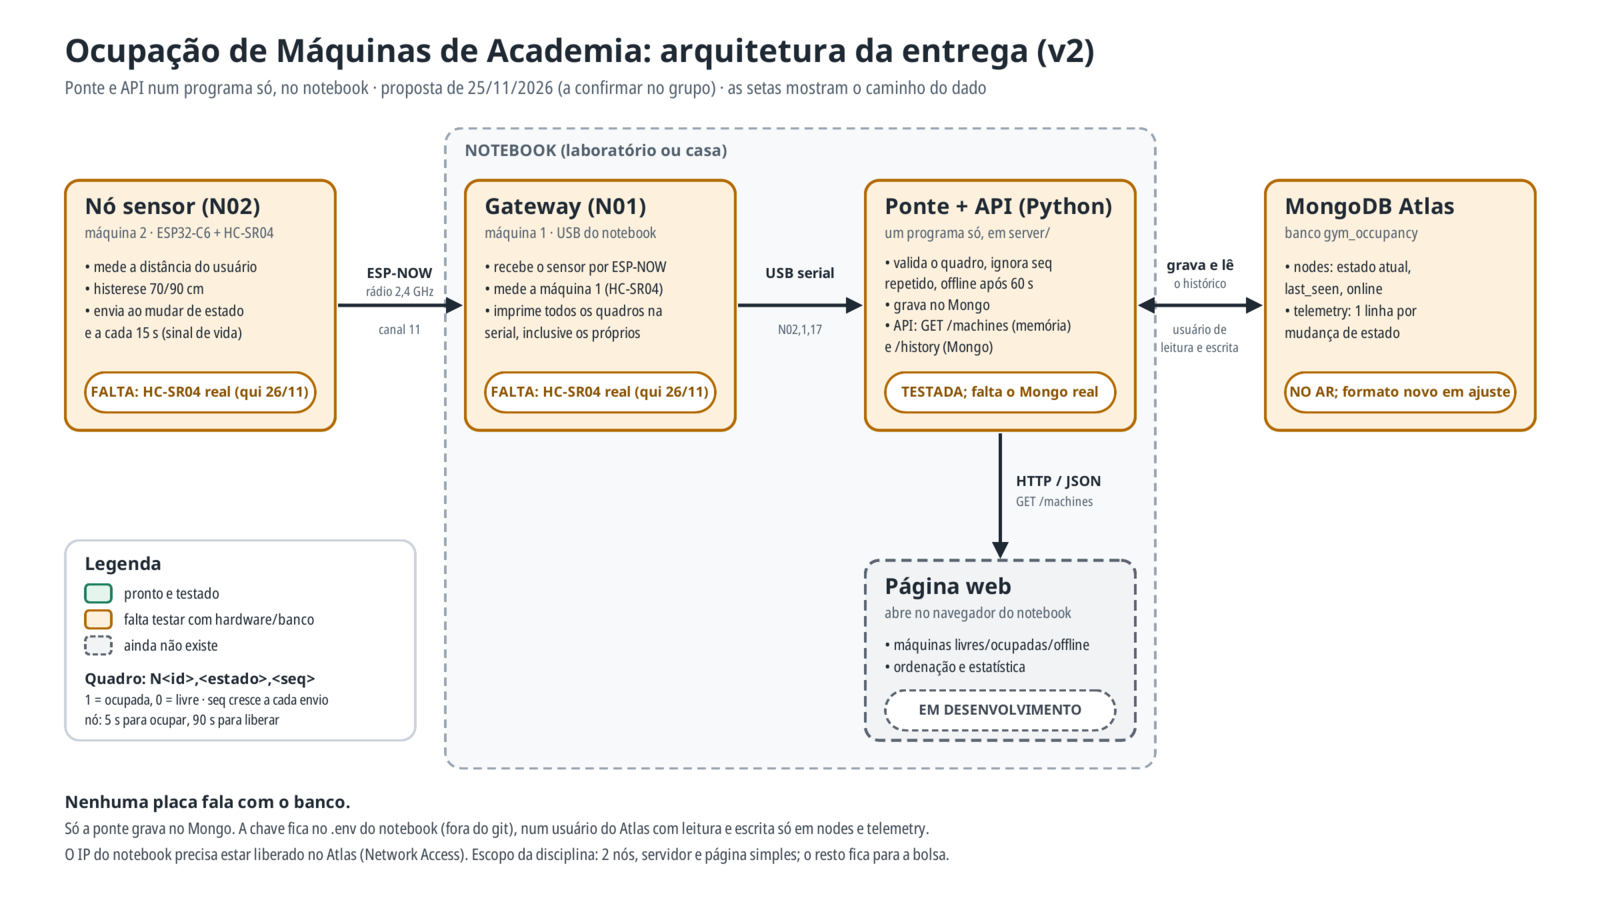 Ocupação de Máquinas de Academia: arquitetura da entrega (v2)
Ponte e API num programa só, no notebook · proposta de 25/11/2026 (a confirmar no grupo) · as setas mostram o caminho do dado
NOTEBOOK (laboratório ou casa)
Nó sensor (N02)
máquina 2 · ESP32-C6 + HC-SR04
• mede a distância do usuário
• histerese 70/90 cm
• envia ao mudar de estado
e a cada 15 s (sinal de vida)
FALTA: HC-SR04 real (qui 26/11)
ESP-NOW
rádio 2,4 GHz
canal 11
Gateway (N01)
máquina 1 · USB do notebook
• recebe o sensor por ESP-NOW
• mede a máquina 1 (HC-SR04)
• imprime todos os quadros na
serial, inclusive os próprios
FALTA: HC-SR04 real (qui 26/11)
USB serial
N02,1,17
Ponte + API (Python)
um programa só, em server/
• valida o quadro, ignora seq
repetido, offline após 60 s
• grava no Mongo
• API: GET /machines (memória)
e /history (Mongo)
TESTADA; falta o Mongo real
grava e lê
o histórico
usuário de
leitura e escrita
MongoDB Atlas
banco gym_occupancy
• nodes: estado atual,
last_seen, online
• telemetry: 1 linha por
mudança de estado
NO AR; formato novo em ajuste
HTTP / JSON
GET /machines
Página web
abre no navegador do notebook
• máquinas livres/ocupadas/offline
• ordenação e estatística
EM DESENVOLVIMENTO
Legenda
pronto e testado
falta testar com hardware/banco
ainda não existe
Quadro: N<id>,<estado>,<seq>
1 = ocupada, 0 = livre · seq cresce a cada envio
nó: 5 s para ocupar, 90 s para liberar
Nenhuma placa fala com o banco.
Só a ponte grava no Mongo. A chave fica no .env do notebook (fora do git), num usuário do Atlas com leitura e escrita só em nodes e telemetry.
O IP do notebook precisa estar liberado no Atlas (Network Access). Escopo da disciplina: 2 nós, servidor e página simples; o resto fica para a bolsa.